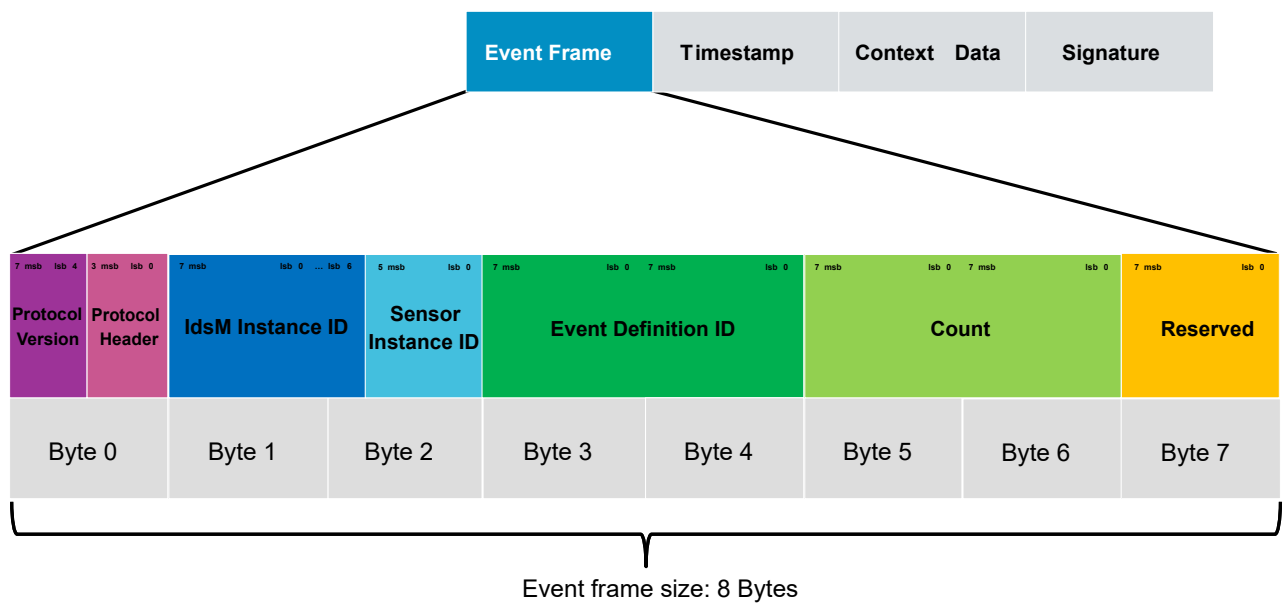 Event Frame Timestamp Context Data Signature
7 msb lsb 4 3 msb lsb 0 7 msb lsb 0 ... lsb 6 5 msb lsb 0 7 msb lsb 0 7 msb lsb 0 7 msb lsb 0 7 msb lsb 0 7 msb lsb 0
Protocol Version
Protocol Header
IdsM Instance ID
Sensor Instance ID
Event Definition ID
Count
Reserved
Byte 0 Byte 1 Byte 2 Byte 3 Byte 4 Byte 5 Byte 6 Byte 7
Event frame size: 8 Bytes